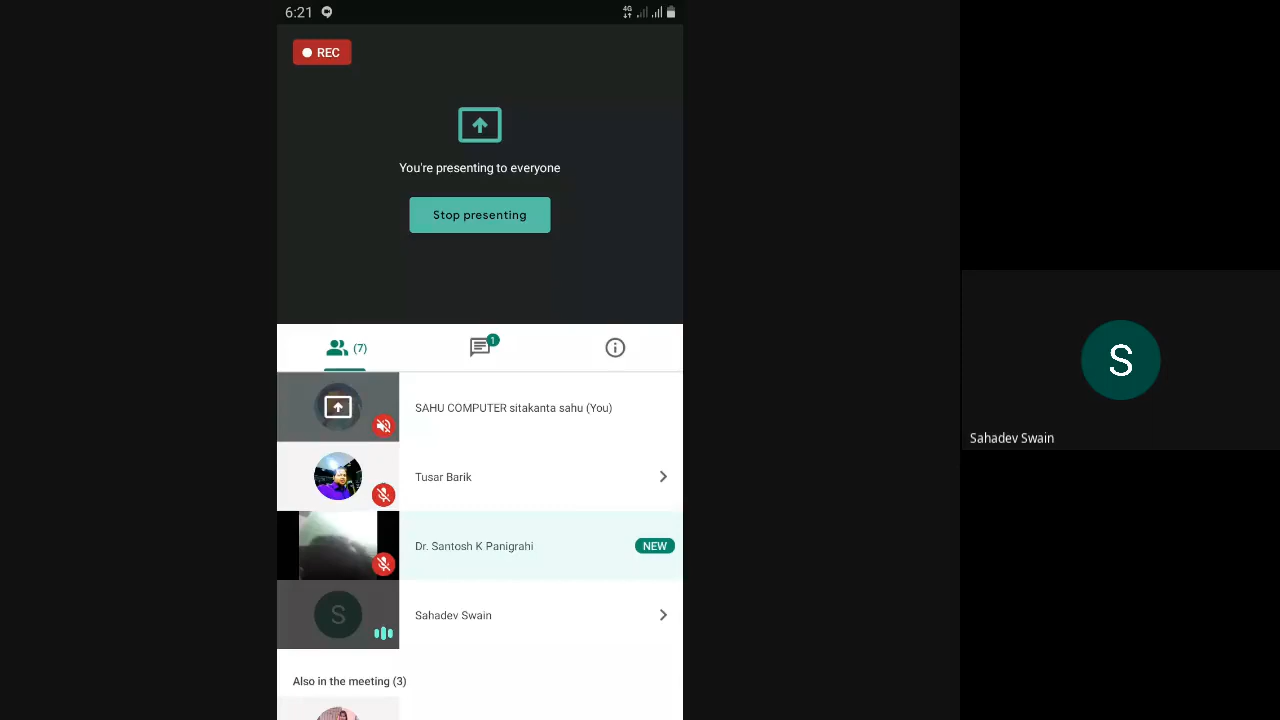 6:21
4G
REC
You're presenting to everyone
Stop presenting
(7)
1
SAHU COMPUTER sitakanta sahu (You)
Tusar Barik
Dr. Santosh K Panigrahi
NEW
S
Sahadev Swain
Also in the meeting (3)
S
Sahadev Swain